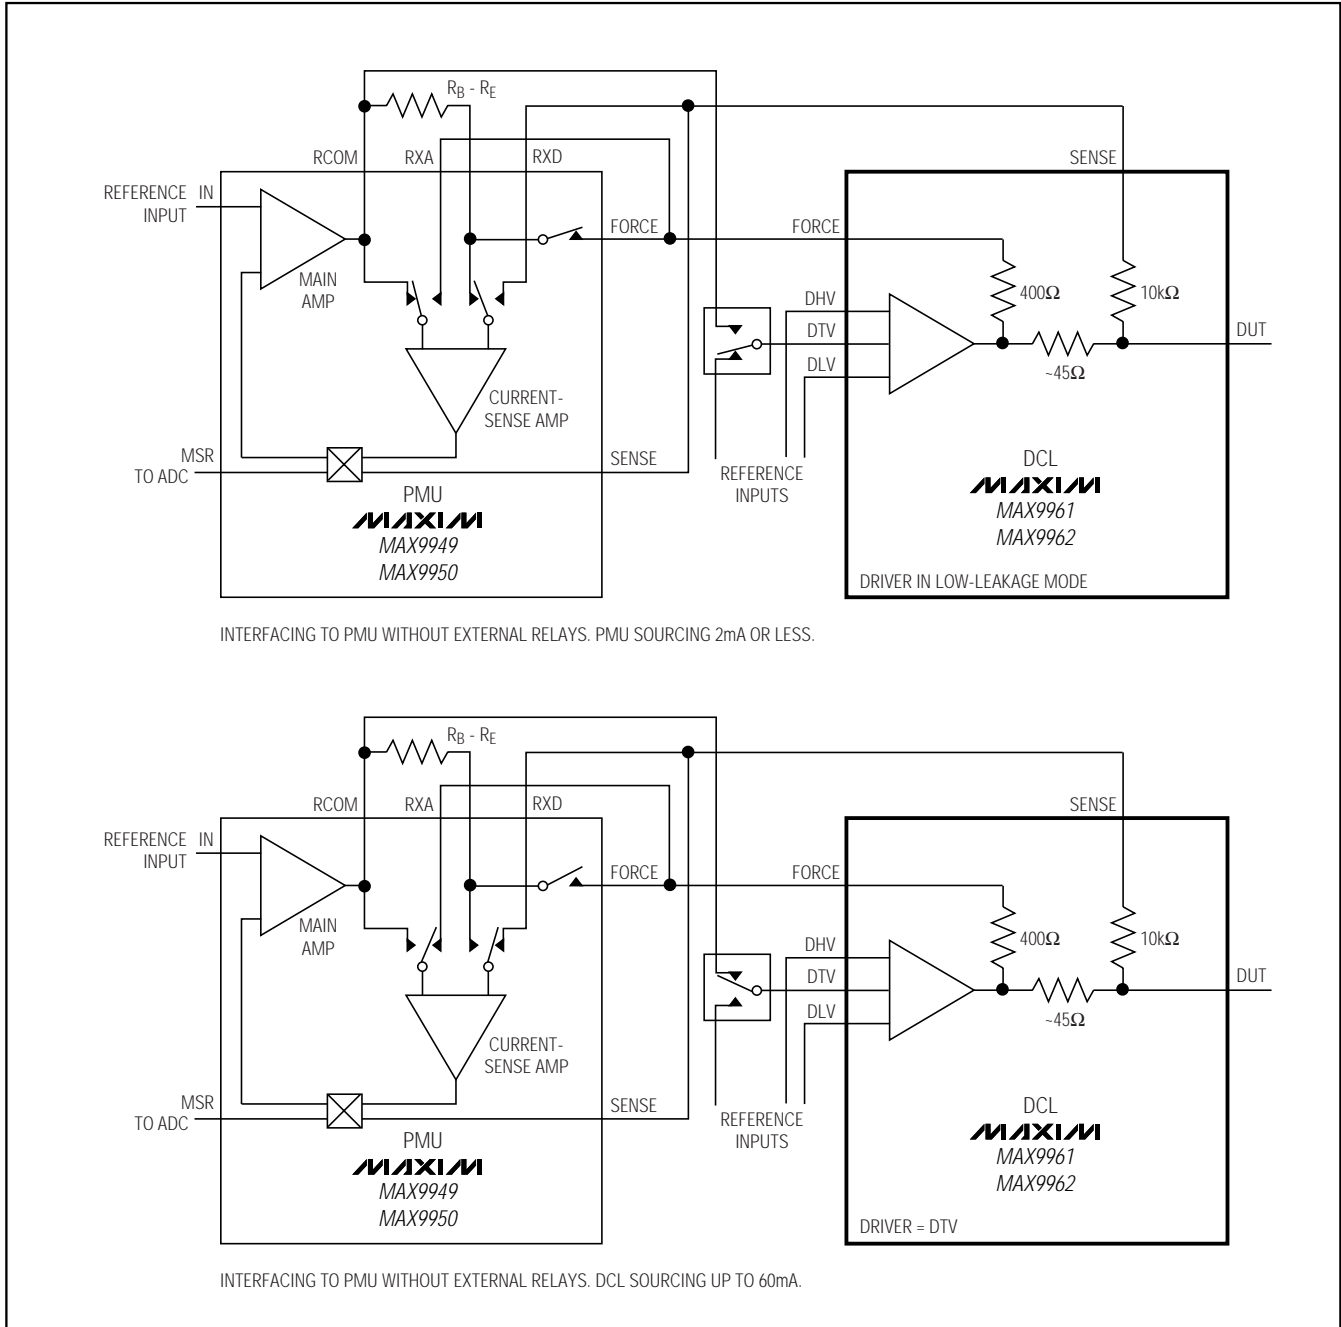 R_B - R_E
RCOM
RXA
RXD
SENSE
REFERENCE
INPUT
IN
MAIN
AMP
FORCE
FORCE
DHV
DTV
DLV
400Ω
10kΩ
~45Ω
DUT
CURRENT-
SENSE AMP
MSR
TO ADC
SENSE
REFERENCE
INPUTS
PMU
MAXIM
MAX9949
MAX9950
DCL
MAXIM
MAX9961
MAX9962
DRIVER IN LOW-LEAKAGE MODE
INTERFACING TO PMU WITHOUT EXTERNAL RELAYS. PMU SOURCING 2mA OR LESS.
R_B - R_E
RCOM
RXA
RXD
SENSE
REFERENCE
INPUT
IN
MAIN
AMP
FORCE
FORCE
DHV
DTV
DLV
400Ω
10kΩ
~45Ω
DUT
CURRENT-
SENSE AMP
MSR
TO ADC
SENSE
REFERENCE
INPUTS
PMU
MAXIM
MAX9949
MAX9950
DCL
MAXIM
MAX9961
MAX9962
DRIVER = DTV
INTERFACING TO PMU WITHOUT EXTERNAL RELAYS. DCL SOURCING UP TO 60mA.